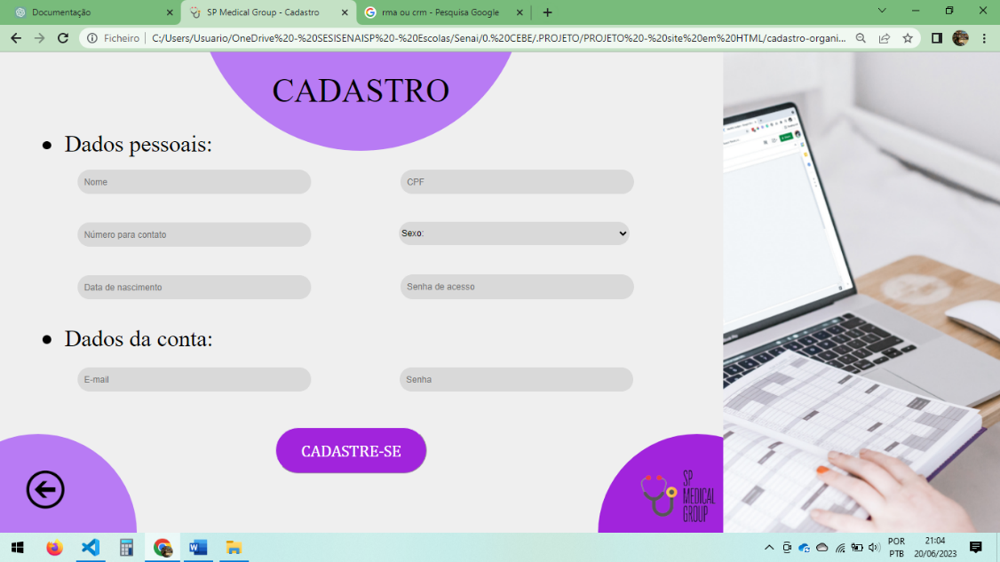 Documentação
SP Medical Group - Cadastro
rma ou crm - Pesquisa Google
Ficheiro
C:/Users/Usuario/OneDrive%20-%20SESISENAISP%20-%20Escolas/Senai/0.%20CEBE/.PROJETO/PROJETO%20-%20site%20em%20HTML/cadastro-organi...
CADASTRO
Dados pessoais:
Nome
CPF
Número para contato
Sexo:
Data de nascimento
Senha de acesso
Dados da conta:
E-mail
Senha
CADASTRE-SE
SP
MEDICAL
GROUP
POR
PTB
21:04
20/06/2023